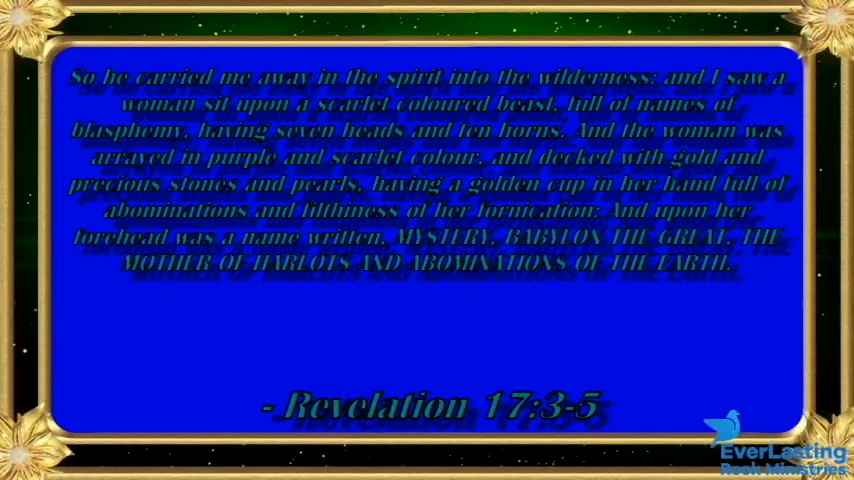 So he carried me away in the spirit into the wilderness: and I saw a
woman sit upon a scarlet coloured beast, full of names of
blasphemy, having seven heads and ten horns. And the woman was
arrayed in purple and scarlet colour, and decked with gold and
precious stones and pearls, having a golden cup in her hand full of
abominations and filthiness of her fornication: And upon her
forehead was a name written, MYSTERY, BABYLON THE GREAT, THE
MOTHER OF HARLOTS AND ABOMINATIONS OF THE EARTH.
- Revelation 17:3-5
EverLasting
Rock Ministries